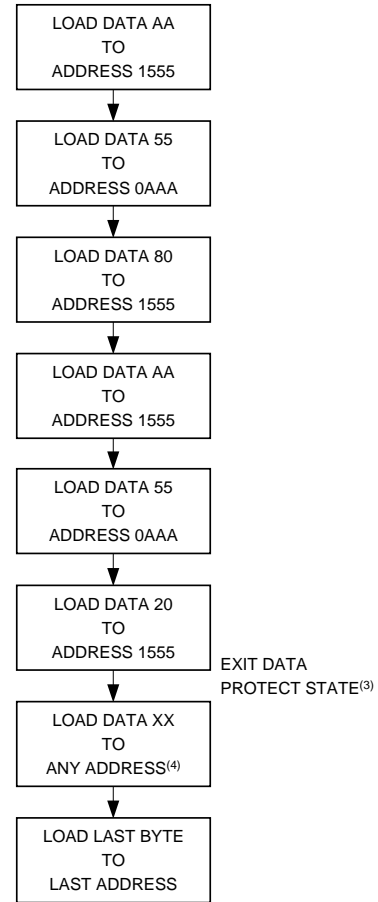 LOAD DATA AA
TO
ADDRESS 1555
LOAD DATA 55
TO
ADDRESS 0AAA
LOAD DATA 80
TO
ADDRESS 1555
LOAD DATA AA
TO
ADDRESS 1555
LOAD DATA 55
TO
ADDRESS 0AAA
LOAD DATA 20
TO
ADDRESS 1555
EXIT DATA
PROTECT STATE(3)
LOAD DATA XX
TO
ANY ADDRESS(4)
LOAD LAST BYTE
TO
LAST ADDRESS